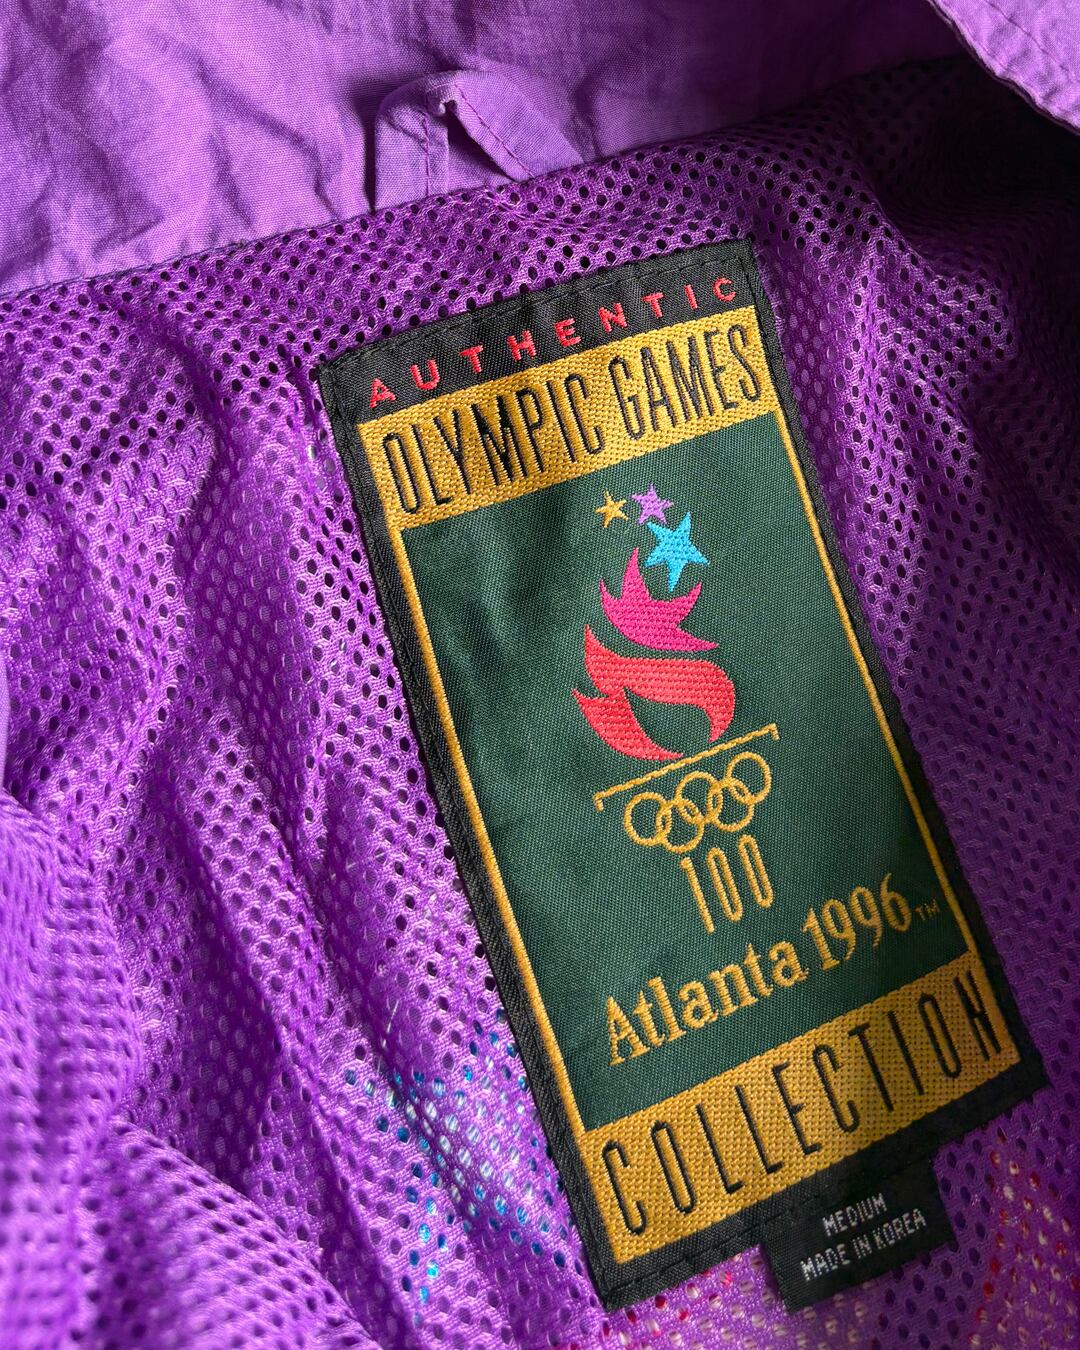 AUTHENTIC
OLYMPIC GAMES
100
Atlanta 1996™
COLLECTION
MEDIUM
MADE IN KOREA